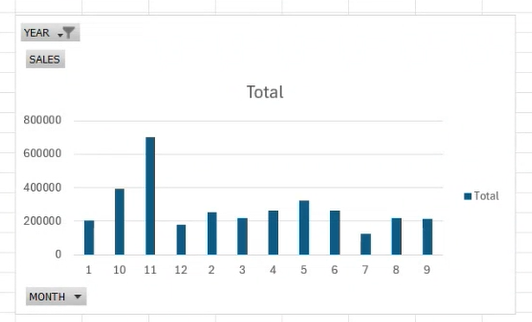 YEAR
SALES
Total
800000
600000
400000
200000
0
Total
1 10 11 12 2 3 4 5 6 7 8 9
MONTH